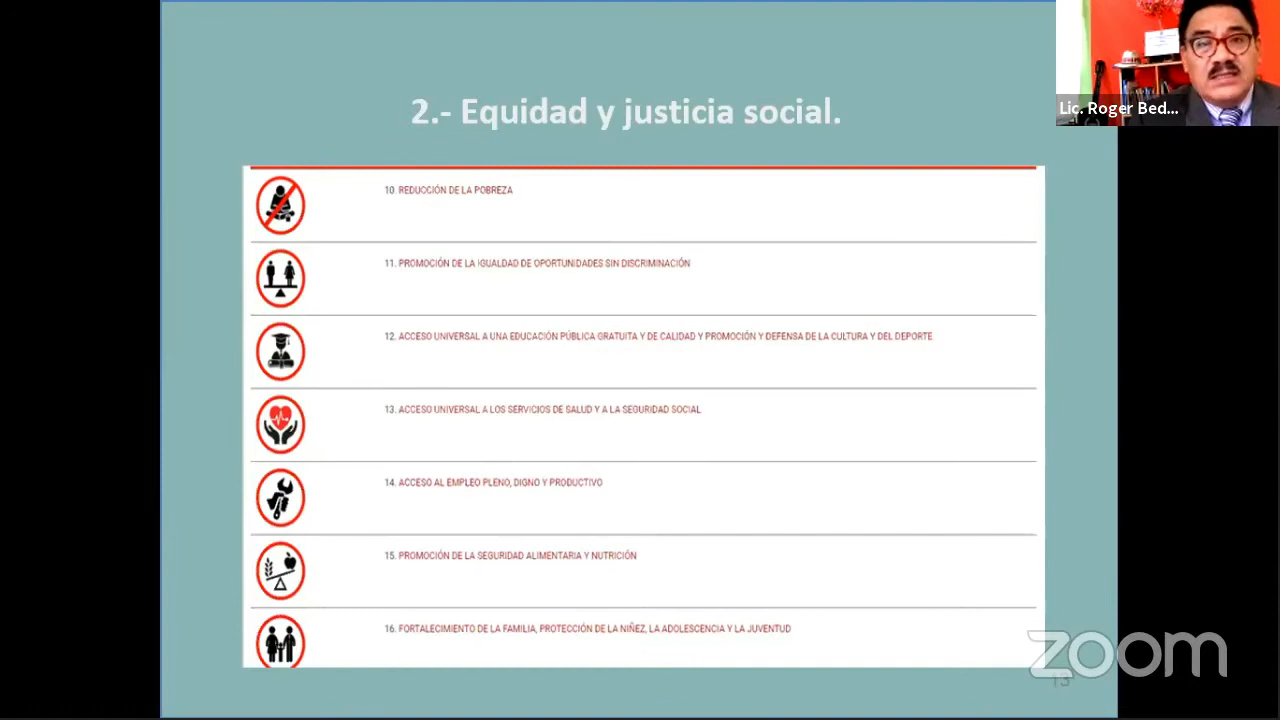 2.- Equidad y justicia social.
Lic. Roger Bed...
10. REDUCCIÓN DE LA POBREZA
11. PROMOCIÓN DE LA IGUALDAD DE OPORTUNIDADES SIN DISCRIMINACIÓN
12. ACCESO UNIVERSAL A UNA EDUCACIÓN PÚBLICA GRATUITA Y DE CALIDAD Y PROMOCIÓN Y DEFENSA DE LA CULTURA Y DEL DEPORTE
13. ACCESO UNIVERSAL A LOS SERVICIOS DE SALUD Y A LA SEGURIDAD SOCIAL
14. ACCESO AL EMPLEO PLENO, DIGNO Y PRODUCTIVO
15. PROMOCIÓN DE LA SEGURIDAD ALIMENTARIA Y NUTRICIÓN
16. FORTALECIMIENTO DE LA FAMILIA, PROTECCIÓN DE LA NIÑEZ, LA ADOLESCENCIA Y LA JUVENTUD
zoom
13